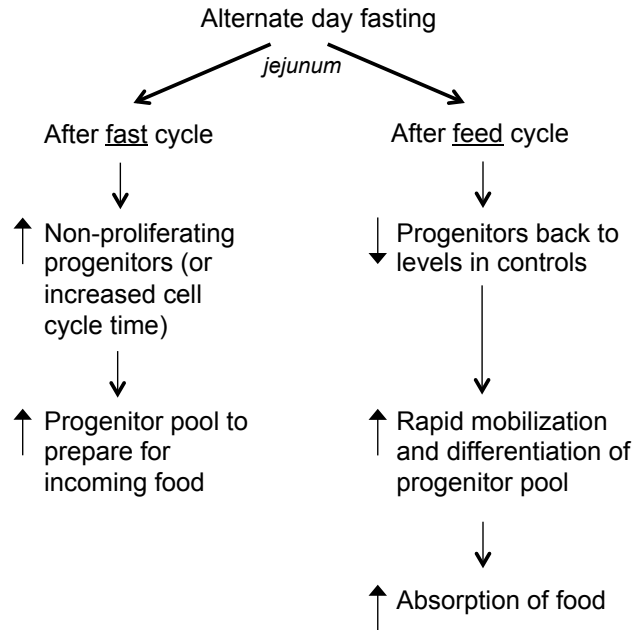 Alternate day fasting
jejunum
After fast cycle
Non-proliferating
progenitors (or
increased cell
cycle time)
Progenitor pool to
prepare for
incoming food
After feed cycle
Progenitors back to
levels in controls
Rapid mobilization
and differentiation of
progenitor pool
Absorption of food